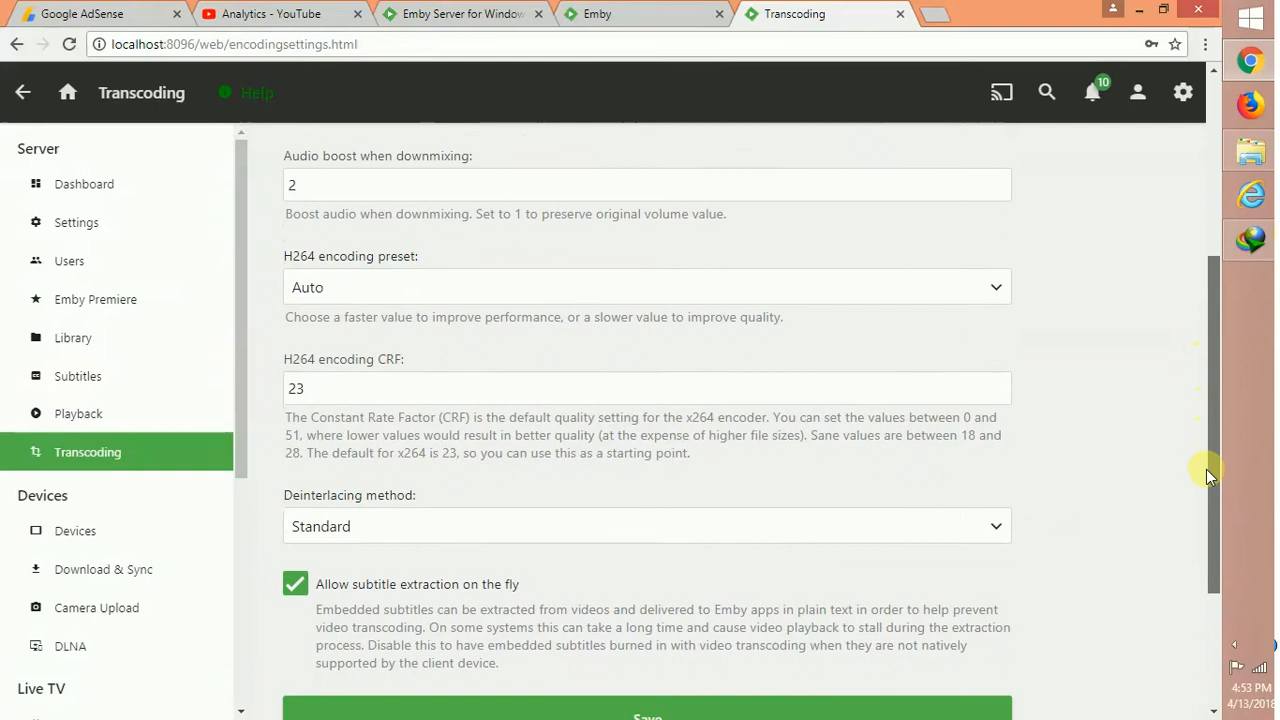 Google AdSense
Analytics - YouTube
Emby Server for Window
Emby
Transcoding
localhost:8096/web/encodingsettings.html
Transcoding
Help
10
Server
Dashboard
Settings
Users
Emby Premiere
Library
Subtitles
Playback
Transcoding
Devices
Devices
Download & Sync
Camera Upload
DLNA
Live TV
Audio boost when downmixing:
2
Boost audio when downmixing. Set to 1 to preserve original volume value.
H264 encoding preset:
Auto
Choose a faster value to improve performance, or a slower value to improve quality.
H264 encoding CRF:
23
The Constant Rate Factor (CRF) is the default quality setting for the x264 encoder. You can set the values between 0 and
51, where lower values would result in better quality (at the expense of higher file sizes). Sane values are between 18 and
28. The default for x264 is 23, so you can use this as a starting point.
Deinterlacing method:
Standard
Allow subtitle extraction on the fly
Embedded subtitles can be extracted from videos and delivered to Emby apps in plain text in order to help prevent
video transcoding. On some systems this can take a long time and cause video playback to stall during the extraction
process. Disable this to have embedded subtitles burned in with video transcoding when they are not natively
supported by the client device.
Save
4:53 PM
4/13/2018